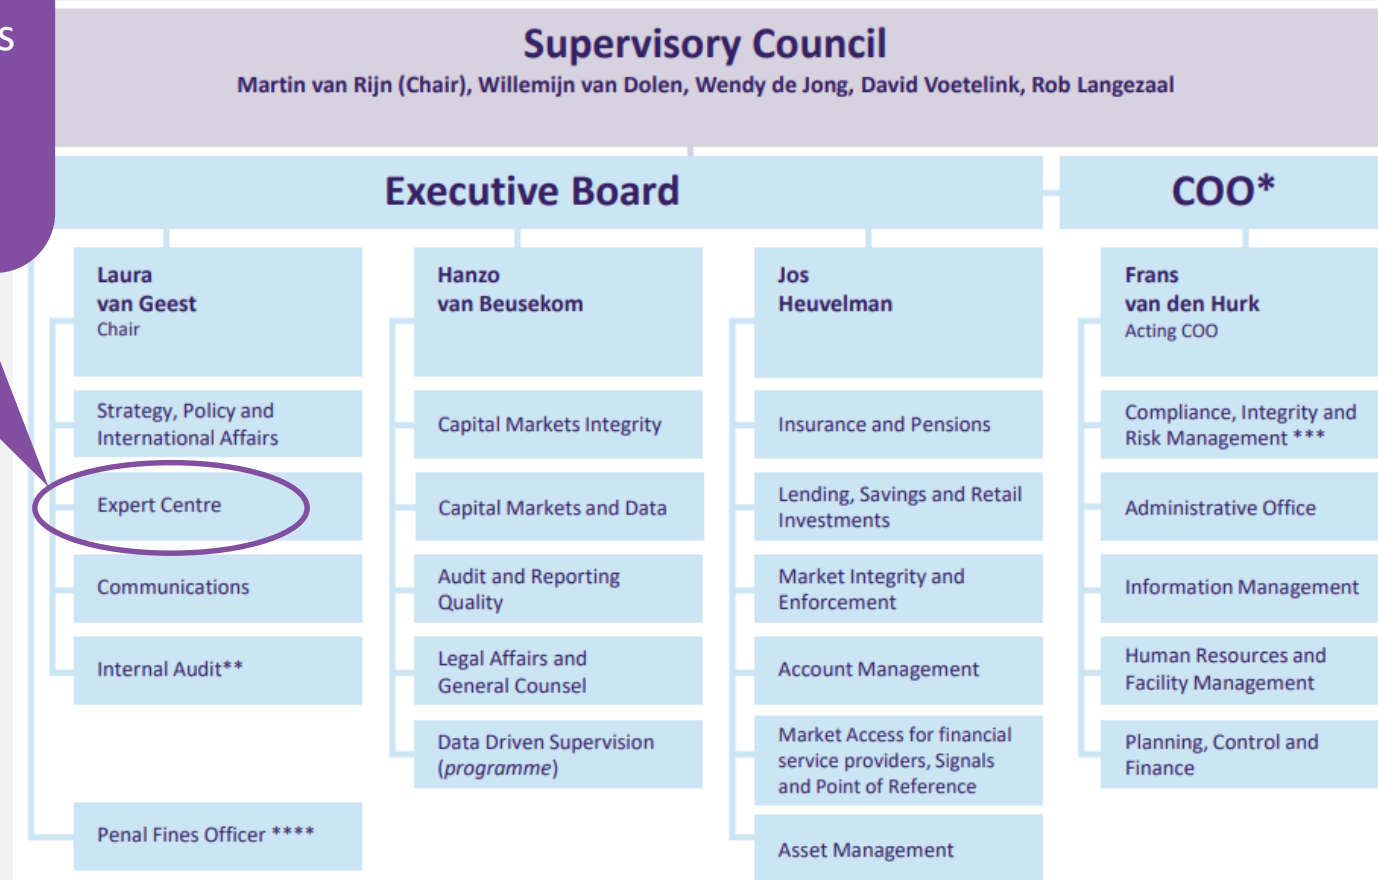 s
Supervisory Council
Martin van Rijn (Chair), Willemijn van Dolen, Wendy de Jong, David Voetelink, Rob Langezaal
Executive Board
COO*
Laura
van Geest
Chair
Strategy, Policy and
International Affairs
Expert Centre
Communications
Internal Audit**
Penal Fines Officer ****
Hanzo
van Beusekom
Capital Markets Integrity
Capital Markets and Data
Audit and Reporting
Quality
Legal Affairs and
General Counsel
Data Driven Supervision
(programme)
Jos
Heuvelman
Insurance and Pensions
Lending, Savings and Retail
Investments
Market Integrity and
Enforcement
Account Management
Market Access for financial
service providers, Signals
and Point of Reference
Asset Management
Frans
van den Hurk
Acting COO
Compliance, Integrity and
Risk Management ***
Administrative Office
Information Management
Human Resources and
Facility Management
Planning, Control and
Finance